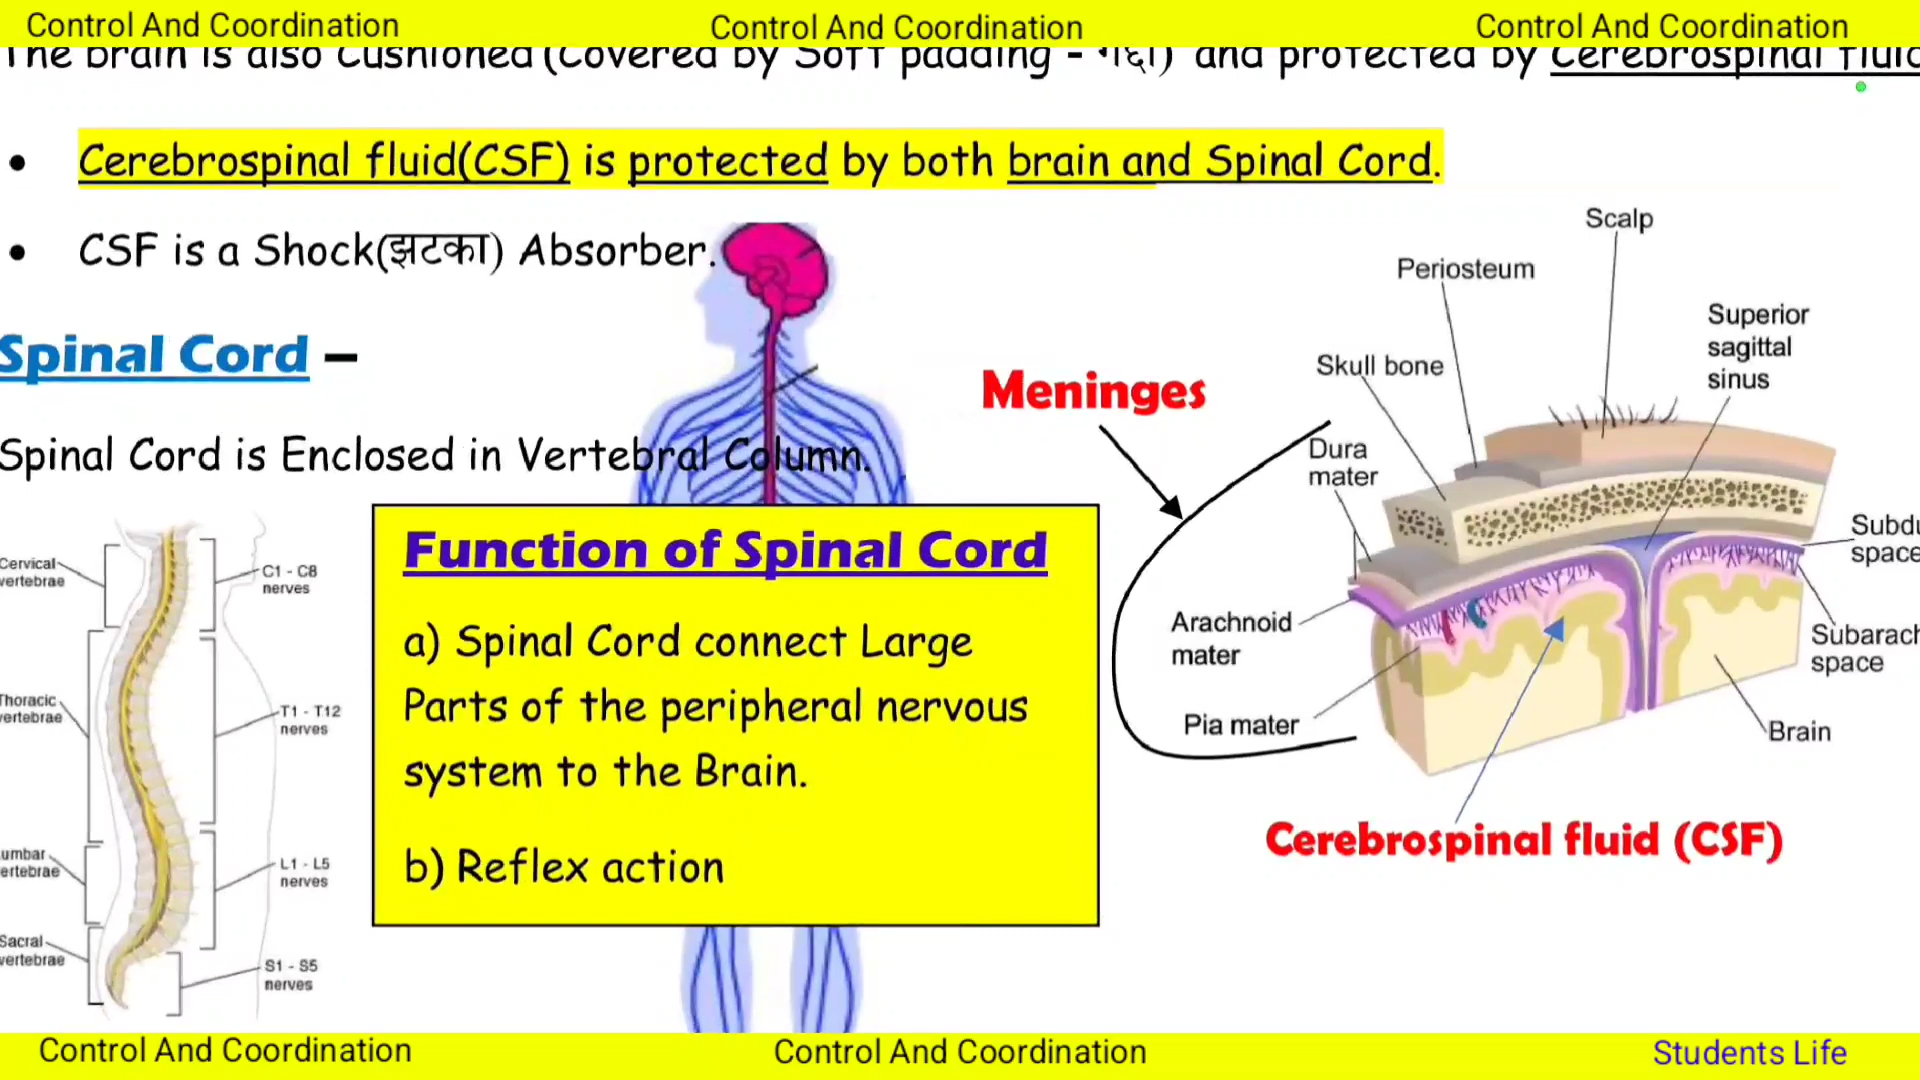 Control And Coordination
Control And Coordination
Control And Coordination
The brain is also Cushioned (Covered by Soft padding - गद्दा) and protected by Cerebrospinal fluid
• Cerebrospinal fluid(CSF) is protected by both brain and Spinal Cord.
• CSF is a Shock(झटका) Absorber.
Spinal Cord –
Spinal Cord is Enclosed in Vertebral Column.
Cervical
vertebrae
Thoracic
vertebrae
umbar
ertebrae
Sacral
vertebrae
C1 - C8
nerves
T1 - T12
nerves
L1 - L5
nerves
S1 - S5
nerves
Function of Spinal Cord
a) Spinal Cord connect Large
Parts of the peripheral nervous
system to the Brain.
b) Reflex action
Meninges
Scalp
Periosteum
Skull bone
Superior
sagittal
sinus
Dura
mater
Arachnoid
mater
Pia mater
Subdu
space
Subarach
space
Brain
Cerebrospinal fluid (CSF)
Control And Coordination
Control And Coordination
Students Life